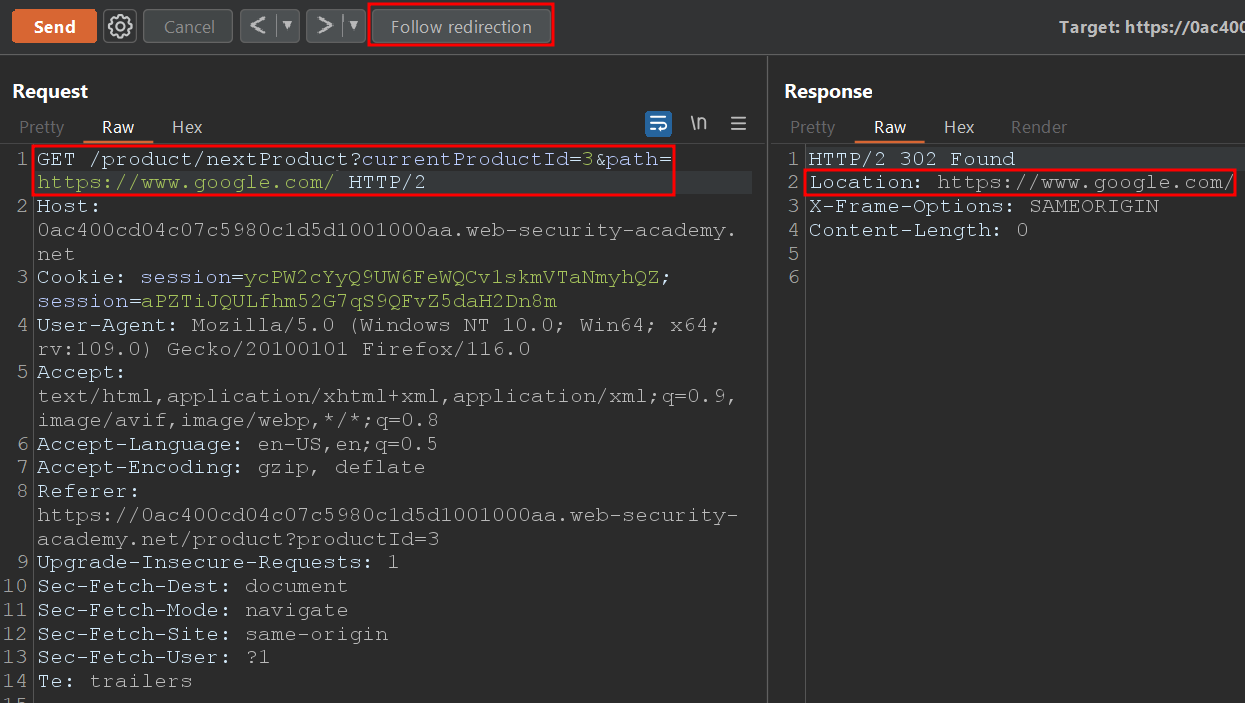 Send Cancel < ▼ > ▼ Follow redirection Target: https://0ac400
Request
Pretty Raw Hex \n
1 GET /product/nextProduct?currentProductId=3&path=
https://www.google.com/ HTTP/2
2 Host:
0ac400cd04c07c5980c1d5d1001000aa.web-security-academy.
net
3 Cookie: session=ycPW2cYyQ9UW6FeWQCv1skmVTaNmyhQZ;
session=aPZTiJQULfhm52G7qS9QFvZ5daH2Dn8m
4 User-Agent: Mozilla/5.0 (Windows NT 10.0; Win64; x64;
rv:109.0) Gecko/20100101 Firefox/116.0
5 Accept:
text/html,application/xhtml+xml,application/xml;q=0.9,
image/avif,image/webp,*/*;q=0.8
6 Accept-Language: en-US,en;q=0.5
7 Accept-Encoding: gzip, deflate
8 Referer:
https://0ac400cd04c07c5980c1d5d1001000aa.web-security-
academy.net/product?productId=3
9 Upgrade-Insecure-Requests: 1
10 Sec-Fetch-Dest: document
11 Sec-Fetch-Mode: navigate
12 Sec-Fetch-Site: same-origin
13 Sec-Fetch-User: ?1
14 Te: trailers
15
Response
Pretty Raw Hex Render
1 HTTP/2 302 Found
2 Location: https://www.google.com/
3 X-Frame-Options: SAMEORIGIN
4 Content-Length: 0
5
6